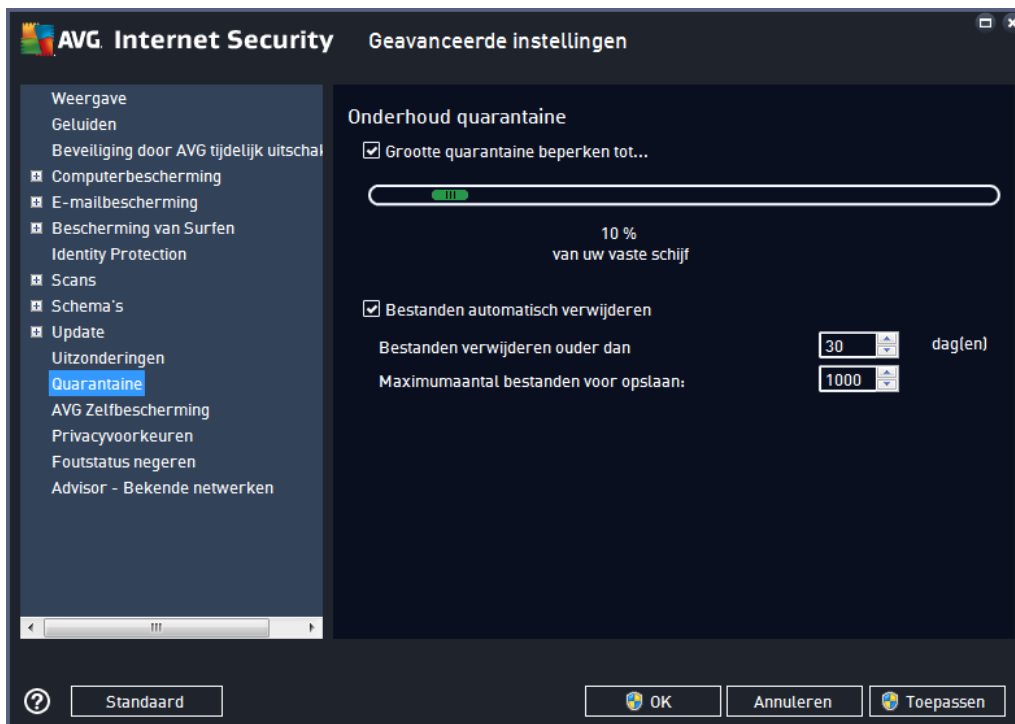 AVG. Internet Security Geavanceerde instellingen
Weergave
Geluiden
Beveiliging door AVG tijdelijk uitschak
Computerbescherming
E-mailbescherming
Bescherming van Surfen
Identity Protection
Scans
Schema's
Update
Uitzonderingen
Quarantaine
AVG Zelfbescherming
Privacyvoorkeuren
Foutstatus negeren
Advisor - Bekende netwerken
Onderhoud quarantaine
Grootte quarantaine beperken tot...
10 %
van uw vaste schijf
Bestanden automatisch verwijderen
Bestanden verwijderen ouder dan 30 dag(en)
Maximumaantal bestanden voor opslaan: 1000
? Standaard OK Annuleren Toepassen